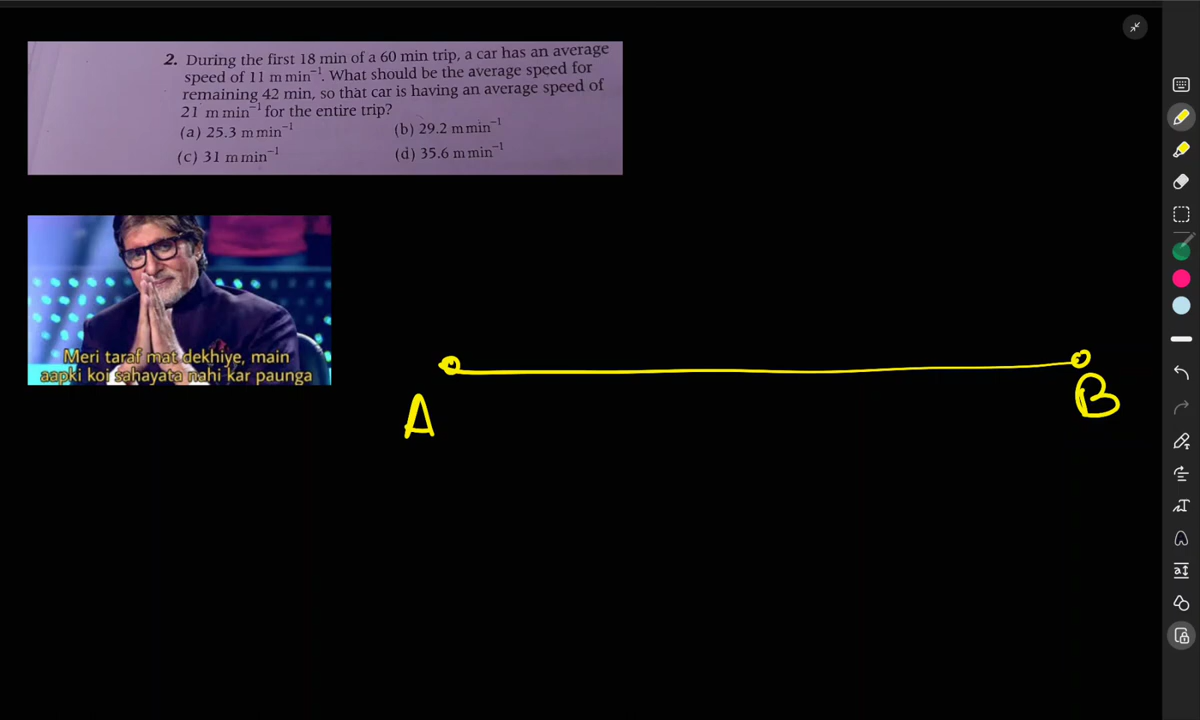 2. During the first 18 min of a 60 min trip, a car has an average
speed of 11 m min⁻¹. What should be the average speed for
remaining 42 min, so that car is having an average speed of
21 m min⁻¹ for the entire trip?
(a) 25.3 m min⁻¹ (b) 29.2 m min⁻¹
(c) 31 m min⁻¹ (d) 35.6 m min⁻¹
Meri taraf mat dekhiye, main
aapki koi sahayata nahi kar paunga
A B